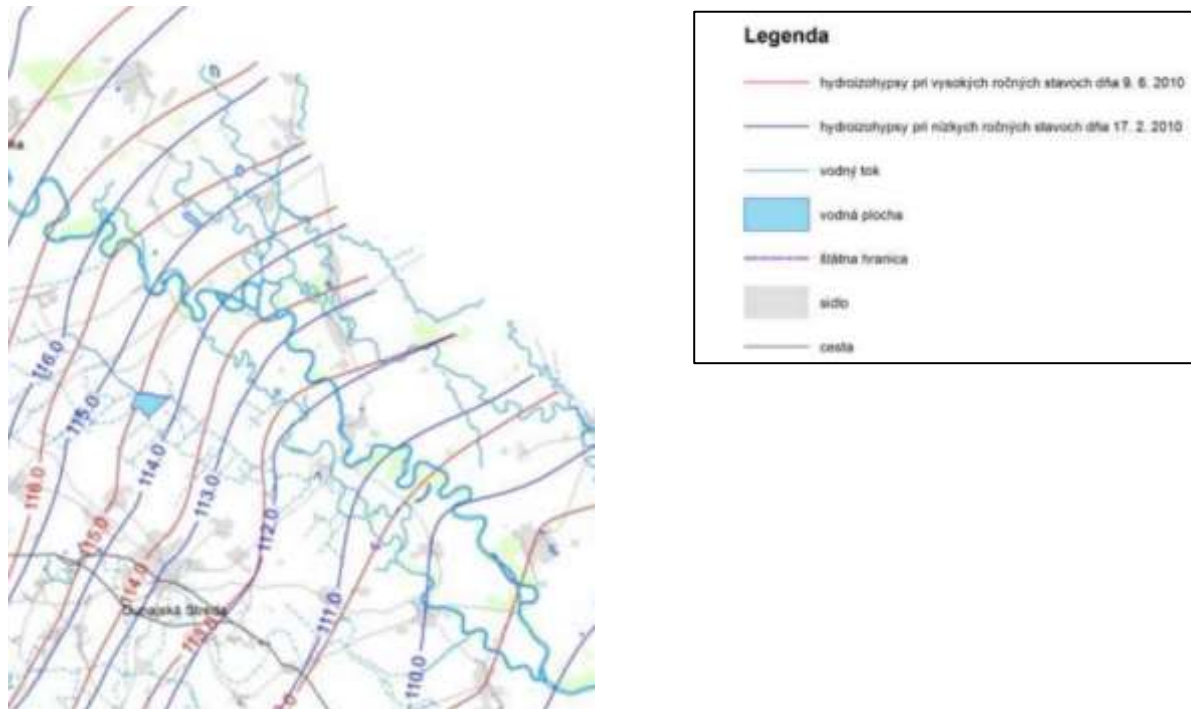 116.0
115.0
114.0
113.0
112.0
111.0
110.0
116.0
115.0
114.0
113.0
Dunajská Streda
Legenda
hydroizohypsy pri vysokých ročných stavoch dňa 9. 6. 2010
hydroizohypsy pri nízkych ročných stavoch dňa 17. 2. 2010
vodný tok
vodná plocha
štátna hranica
sídlo
cesta